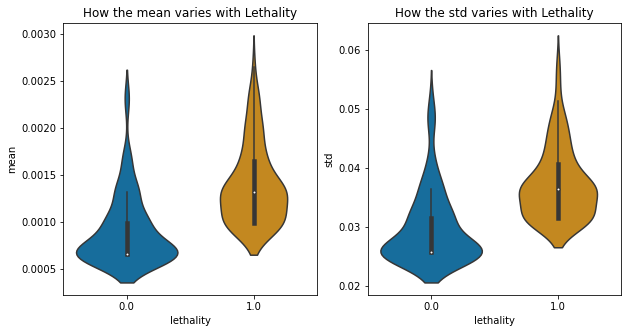 How the mean varies with Lethality
0.0030
0.0025
0.0020
0.0015
0.0010
0.0005
mean
0.0
1.0
lethality
How the std varies with Lethality
0.06
0.05
0.04
0.03
0.02
std
0.0
1.0
lethality